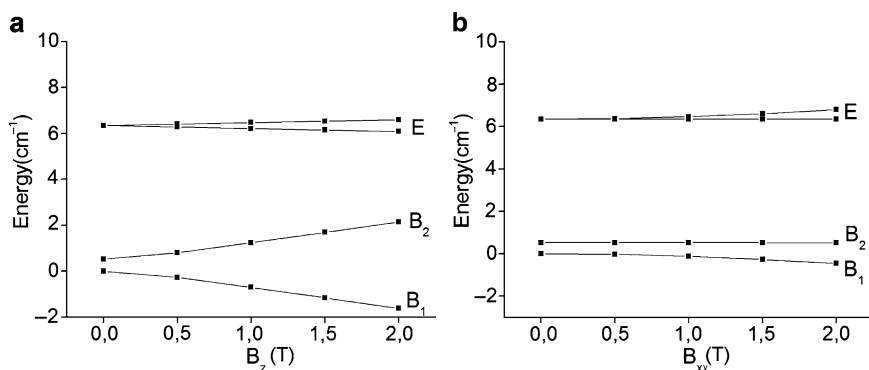 a
10
8
6
4
2
0
−2
Energy(cm⁻¹)
E
B₂
B₁
0,0 0,5 1,0 1,5 2,0
B_z (T)
b
10
8
6
4
2
0
−2
Energy(cm⁻¹)
E
B₂
B₁
0,0 0,5 1,0 1,5 2,0
B_xy (T)